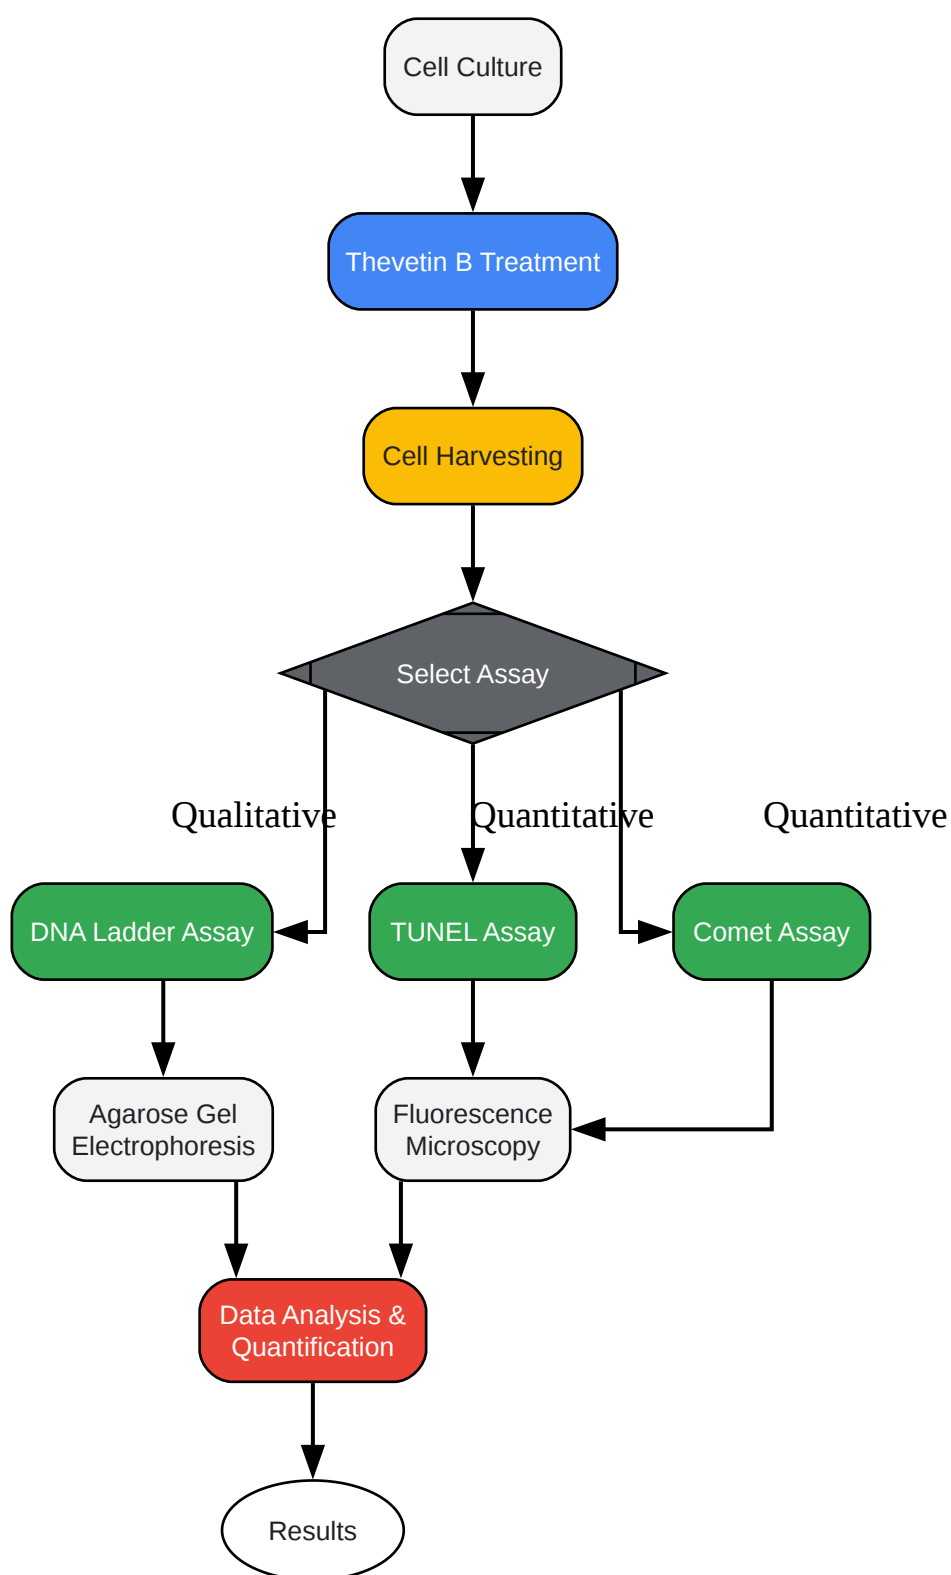 Cell Culture
Thevetin B Treatment
Cell Harvesting
Select Assay
Qualitative
Quantitative
Quantitative
DNA Ladder Assay
TUNEL Assay
Comet Assay
Agarose Gel
Electrophoresis
Fluorescence
Microscopy
Data Analysis &
Quantification
Results